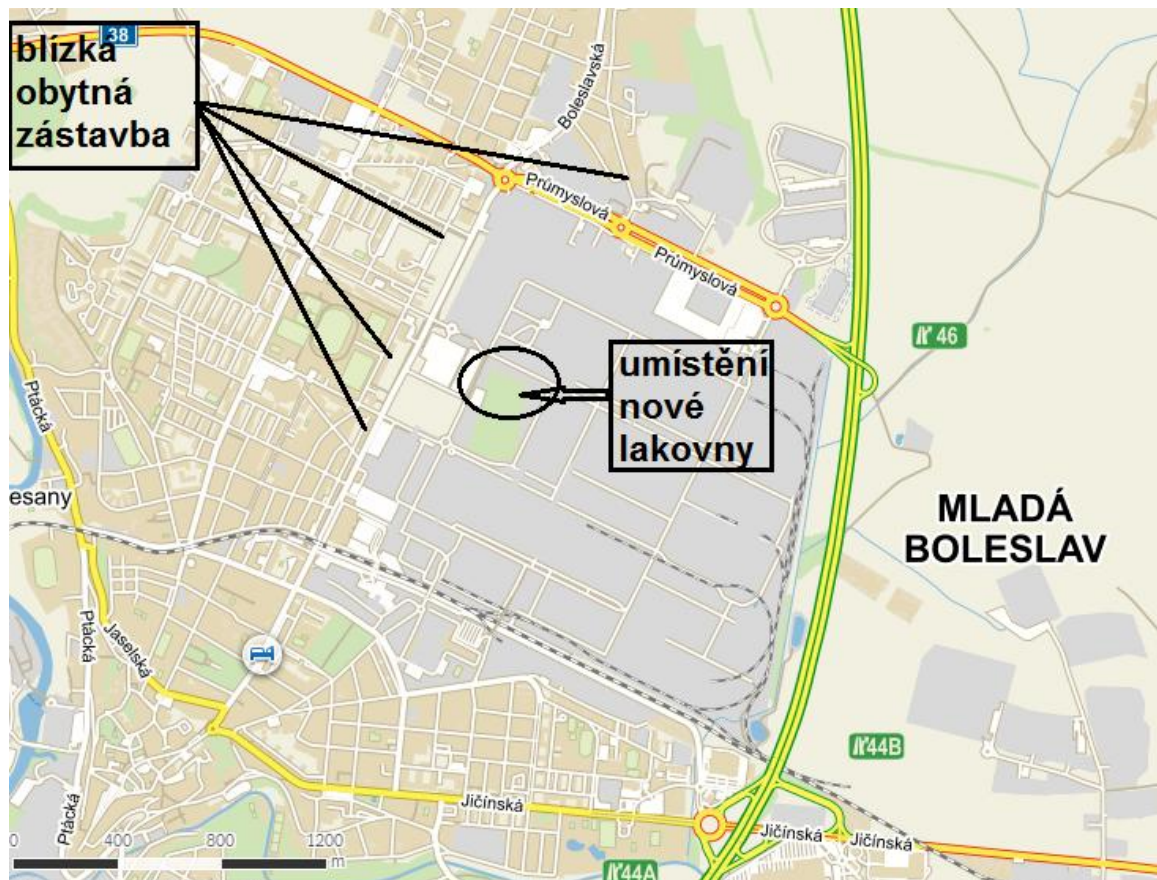 38
blízká
obytná
zástavba
Boleslavská
Průmyslová
Průmyslová
46
umístění
nové
lakovny
Ptácká
esany
MLADÁ
BOLESLAV
Ptácká
Jaselská
44B
Ptácká
Jičínská
Jičínská
Jičínská
0 400 800 1200
m
44A